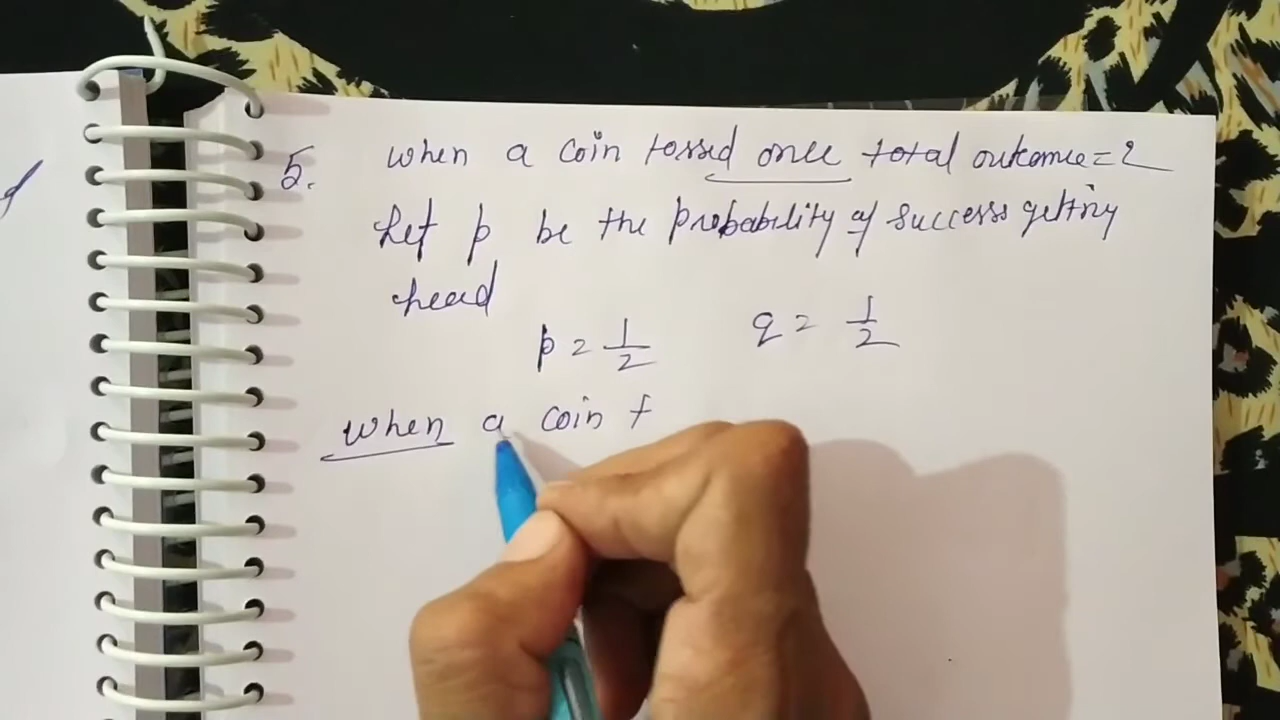 5. When a coin tossed once total outcome = 2
Let p be the probability of success getting
head
p = 1/2 q = 1/2
When a coin t